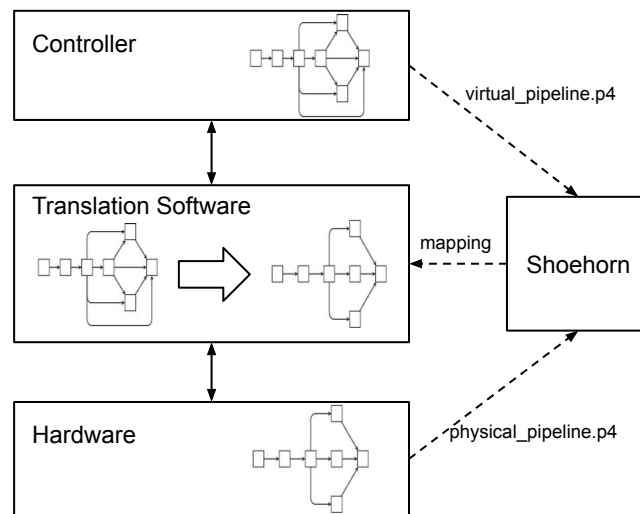 Controller
virtual_pipeline.p4
Translation Software
mapping
Shoehorn
Hardware
physical_pipeline.p4